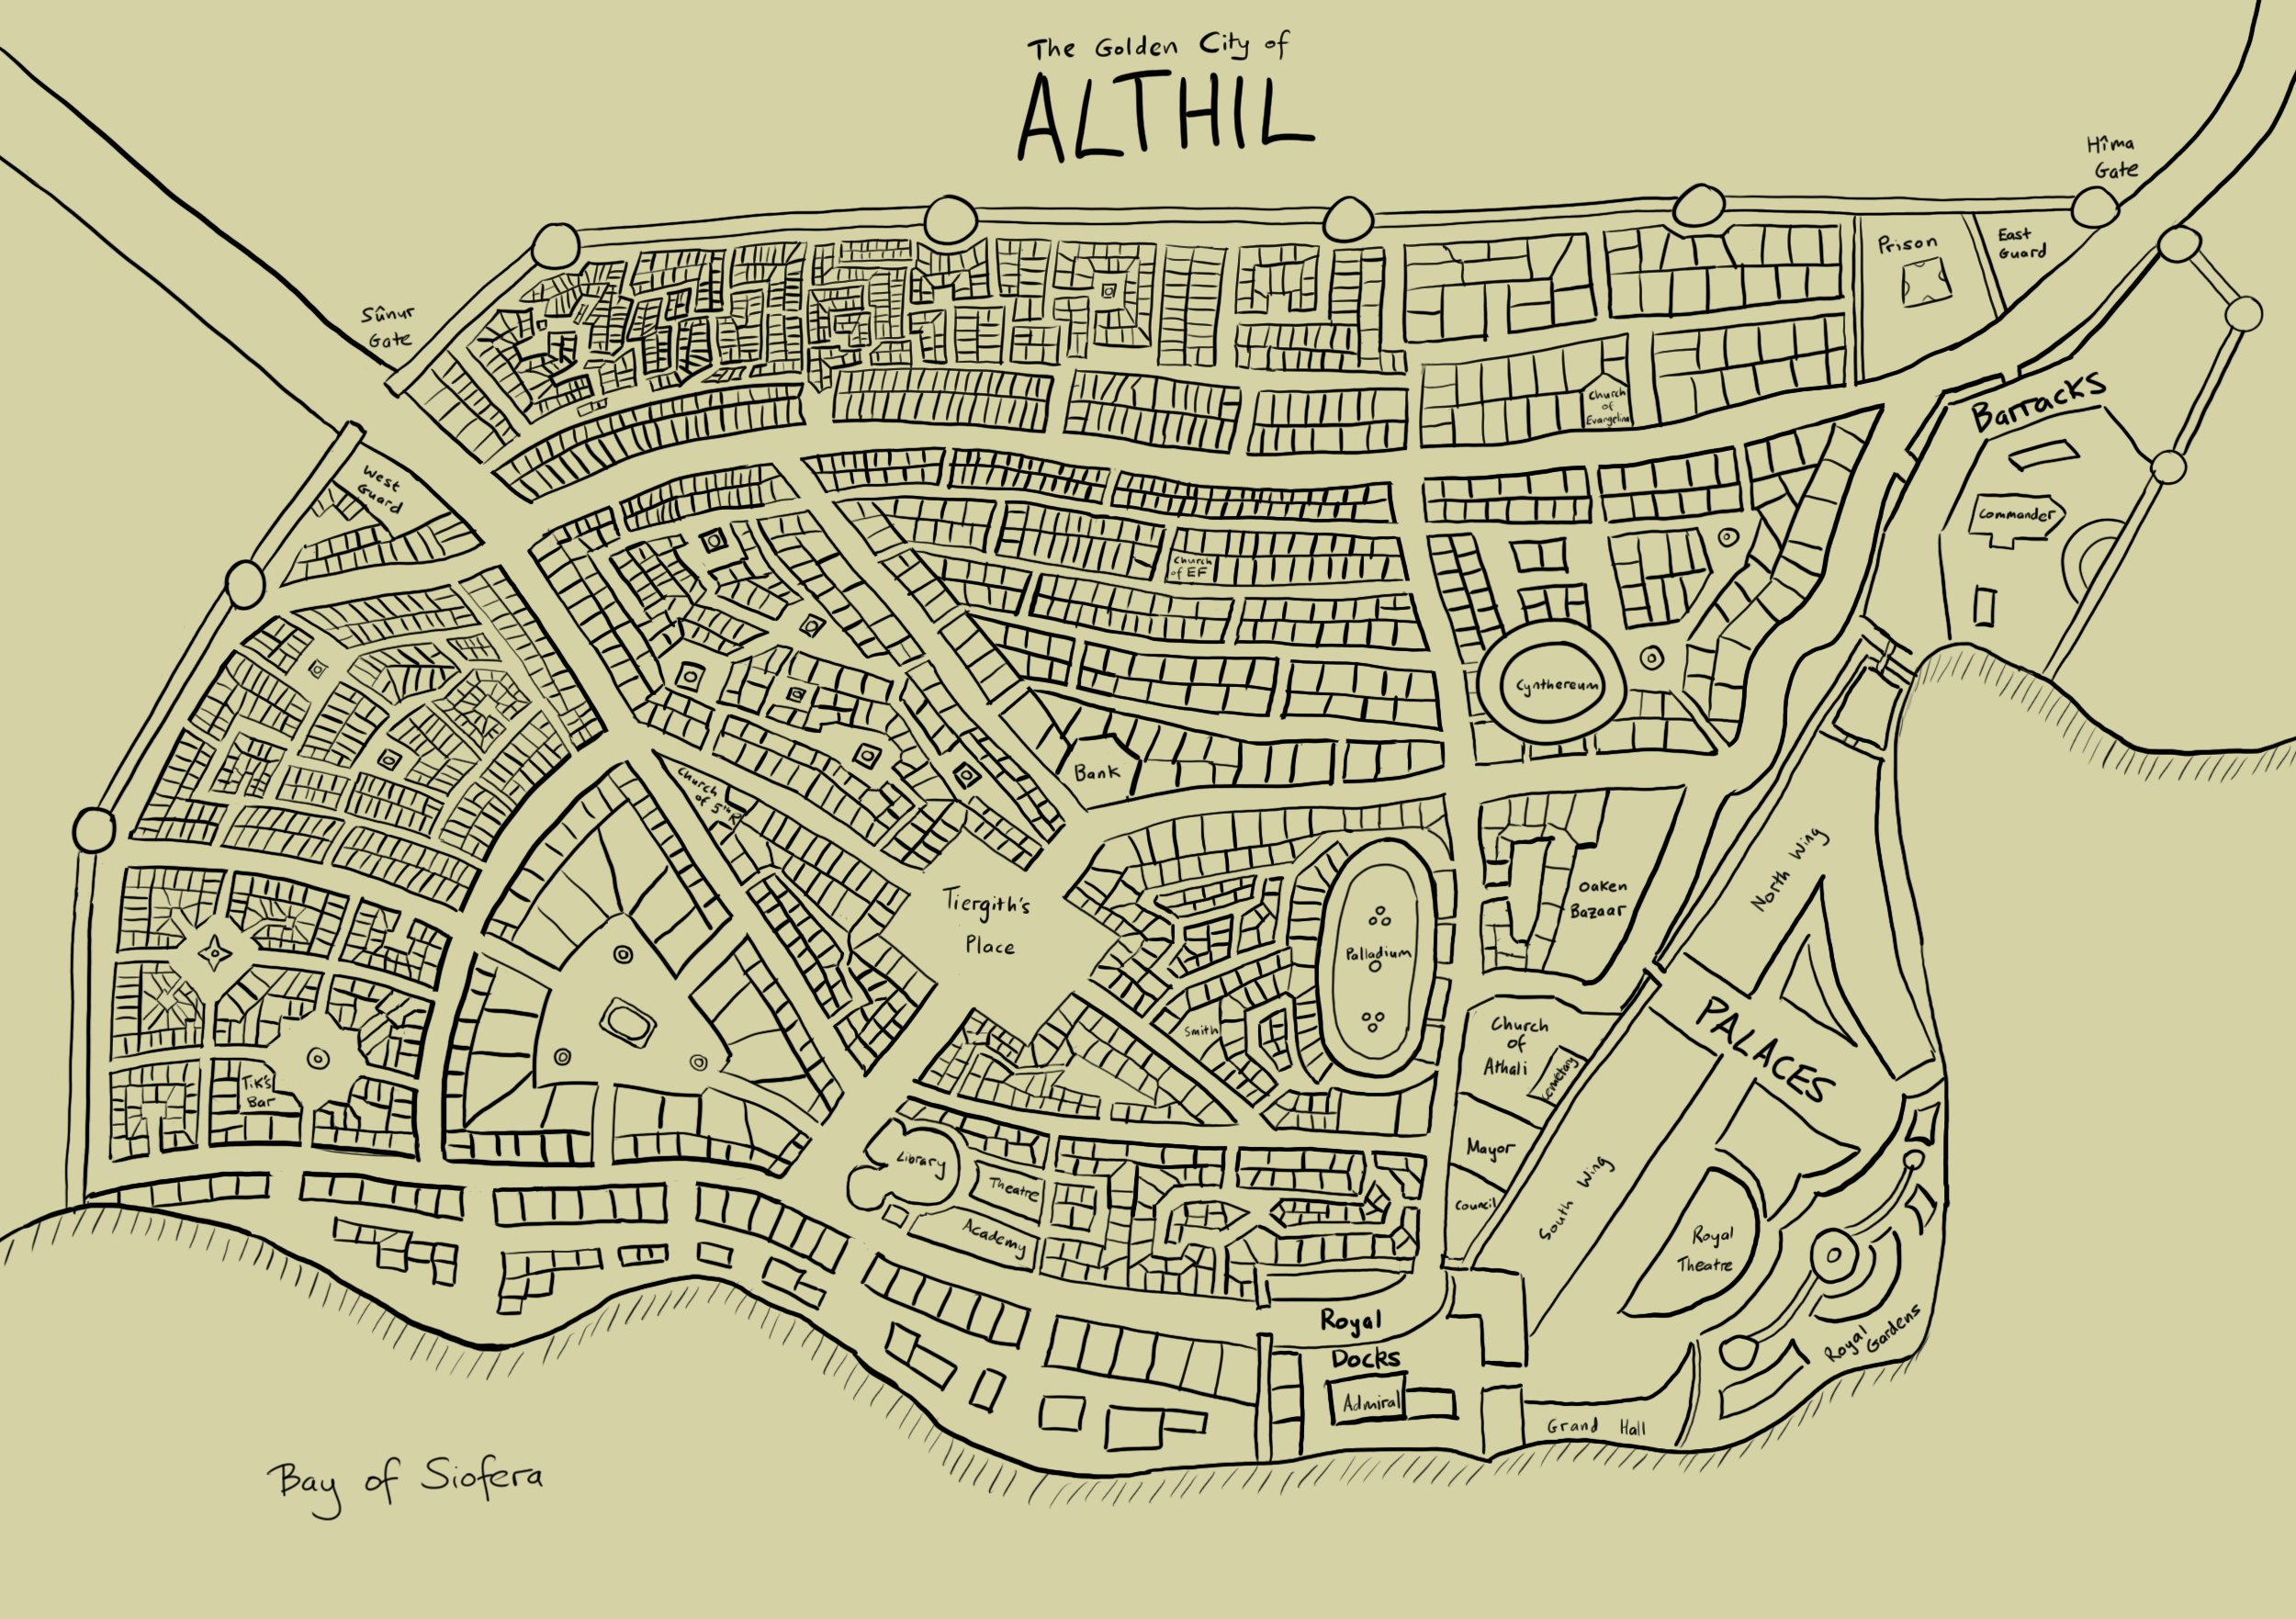 The Golden City of
ALTHIL
Hîma
Gate
Sûnur
Gate
Prison
East
Guard
Barracks
Church
of
Evangeline
West
Guard
Commander
Church
of EF
Cynthereum
Bank
Church
of 5th R
Tiergith's
Place
Oaken
Bazaar
North Wing
Palladium
Smith
Church
of
Athali
Cemetary
PALACES
Tik's
Bar
Library
Theatre
Academy
Mayor
Council
South Wing
Royal
Theatre
Royal
Docks
Admiral
Royal
Gardens
Grand Hall
Bay of Siofera